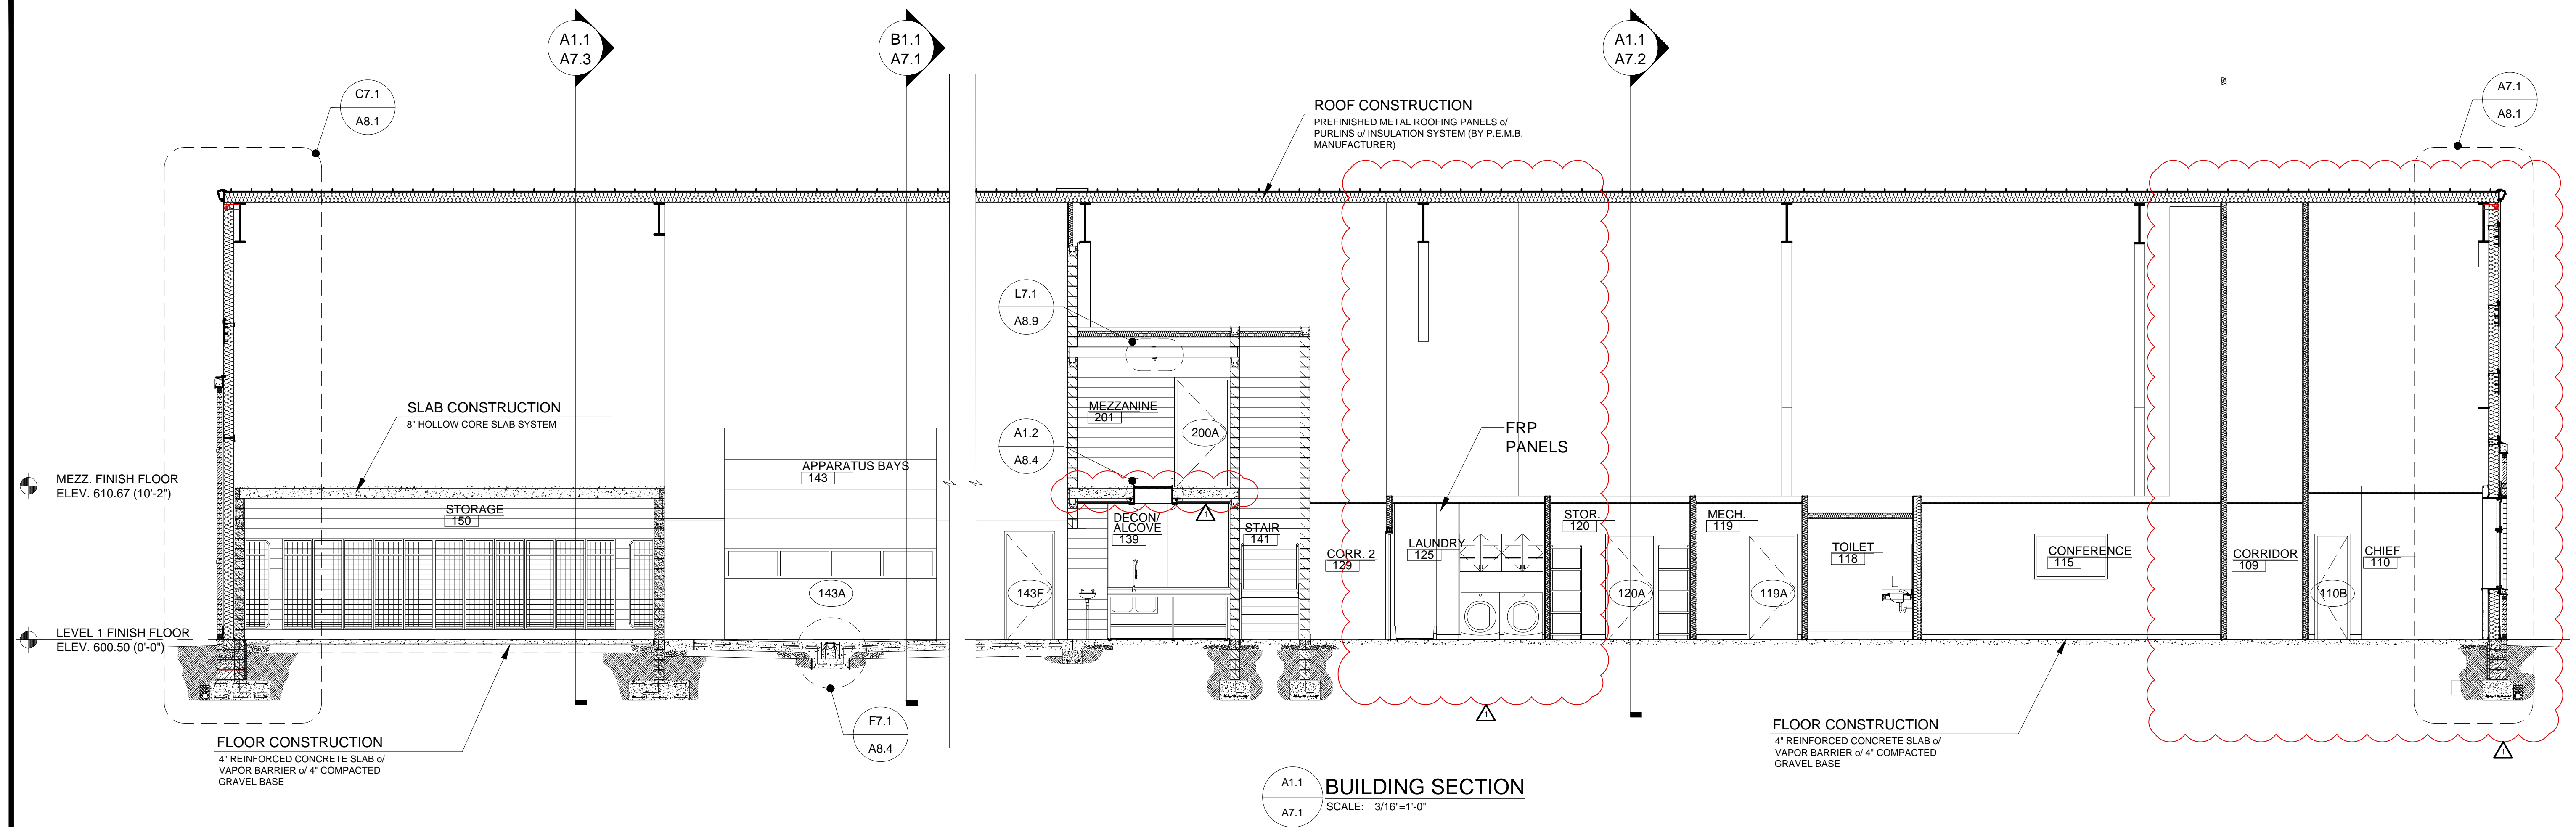 A1.1
A7.3
B1.1
A7.1
A1.1
A7.2
C7.1
A8.1
A7.1
A8.1
ROOF CONSTRUCTION
PREFINISHED METAL ROOFING PANELS o/
PURLINS o/ INSULATION SYSTEM (BY P.E.M.B.
MANUFACTURER)
L7.1
A8.9
SLAB CONSTRUCTION
8" HOLLOW CORE SLAB SYSTEM
MEZZANINE
201
200A
A1.2
A8.4
FRP
PANELS
APPARATUS BAYS
143
MEZZ. FINISH FLOOR
ELEV. 610.67 (10'-2")
STORAGE
150
DECON/
ALCOVE
139
1
STAIR
141
CORR. 2
129
LAUNDRY
125
STOR.
120
MECH.
119
TOILET
118
CONFERENCE
115
CORRIDOR
109
CHIEF
110
143A
143F
120A
119A
110B
LEVEL 1 FINISH FLOOR
ELEV. 600.50 (0'-0")
F7.1
A8.4
1
1
FLOOR CONSTRUCTION
4" REINFORCED CONCRETE SLAB o/
VAPOR BARRIER o/ 4" COMPACTED
GRAVEL BASE
FLOOR CONSTRUCTION
4" REINFORCED CONCRETE SLAB o/
VAPOR BARRIER o/ 4" COMPACTED
GRAVEL BASE
A1.1
A7.1
BUILDING SECTION
SCALE: 3/16"=1'-0"